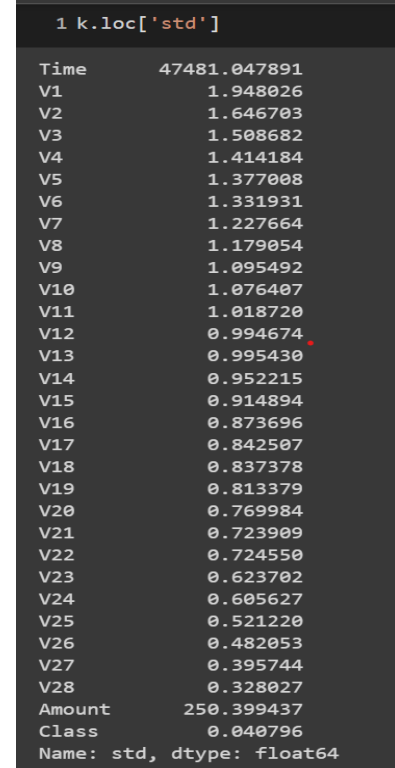 1 k.loc['std']
Time 47481.047891
V1 1.948026
V2 1.646703
V3 1.508682
V4 1.414184
V5 1.377008
V6 1.331931
V7 1.227664
V8 1.179054
V9 1.095492
V10 1.076407
V11 1.018720
V12 0.994674
V13 0.995430
V14 0.952215
V15 0.914894
V16 0.873696
V17 0.842507
V18 0.837378
V19 0.813379
V20 0.769984
V21 0.723909
V22 0.724550
V23 0.623702
V24 0.605627
V25 0.521220
V26 0.482053
V27 0.395744
V28 0.328027
Amount 250.399437
Class 0.040796
Name: std, dtype: float64